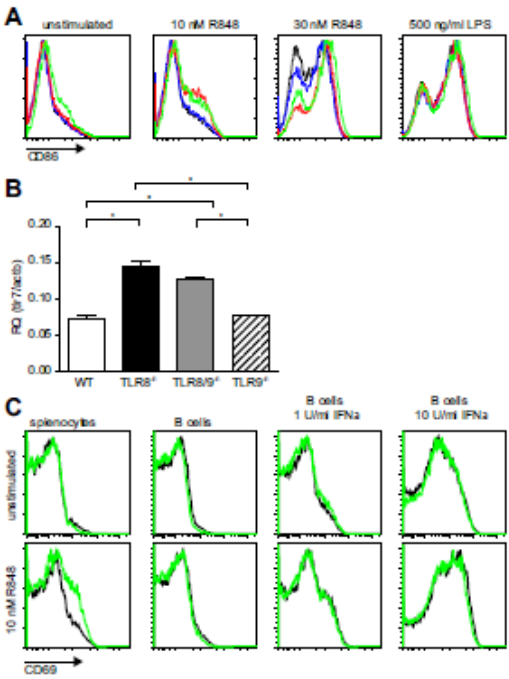 A
unstimulated 10 nM R848 30 nM R848 500 ng/ml LPS
CD86
B
* 
* 
* *
RQ (tlr7/actb)
0.20
0.15
0.10
0.05
0.00
WT TLR8 TLR8/9 TLR9
C
splenocytes B cells B cells 1 U/ml IFNa B cells 10 U/ml IFNa
unstimulated
10 nM R848
CD69